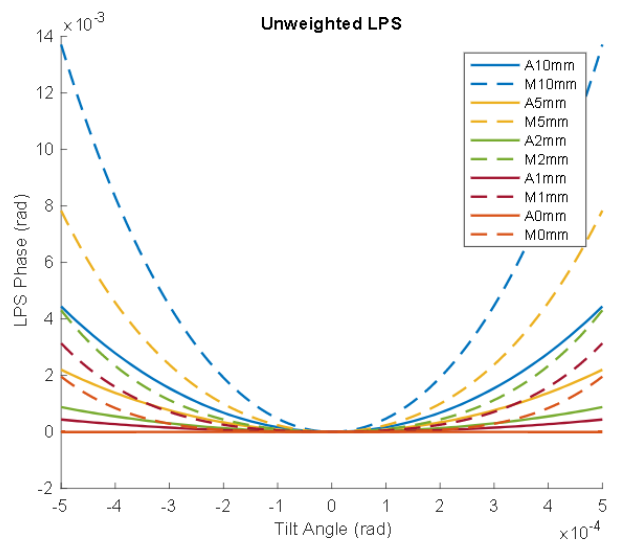 Unweighted LPS
×10⁻³
14
12
10
8
6
4
2
0
-2
LPS Phase (rad)
-5 -4 -3 -2 -1 0 1 2 3 4 5
×10⁻⁴
Tilt Angle (rad)
A10mm
M10mm
A5mm
M5mm
A2mm
M2mm
A1mm
M1mm
A0mm
M0mm